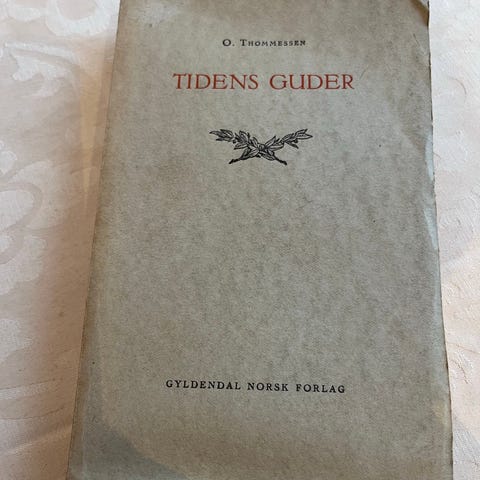 O. Thommessen
TIDENS GUDER
GYLDENDAL NORSK FORLAG